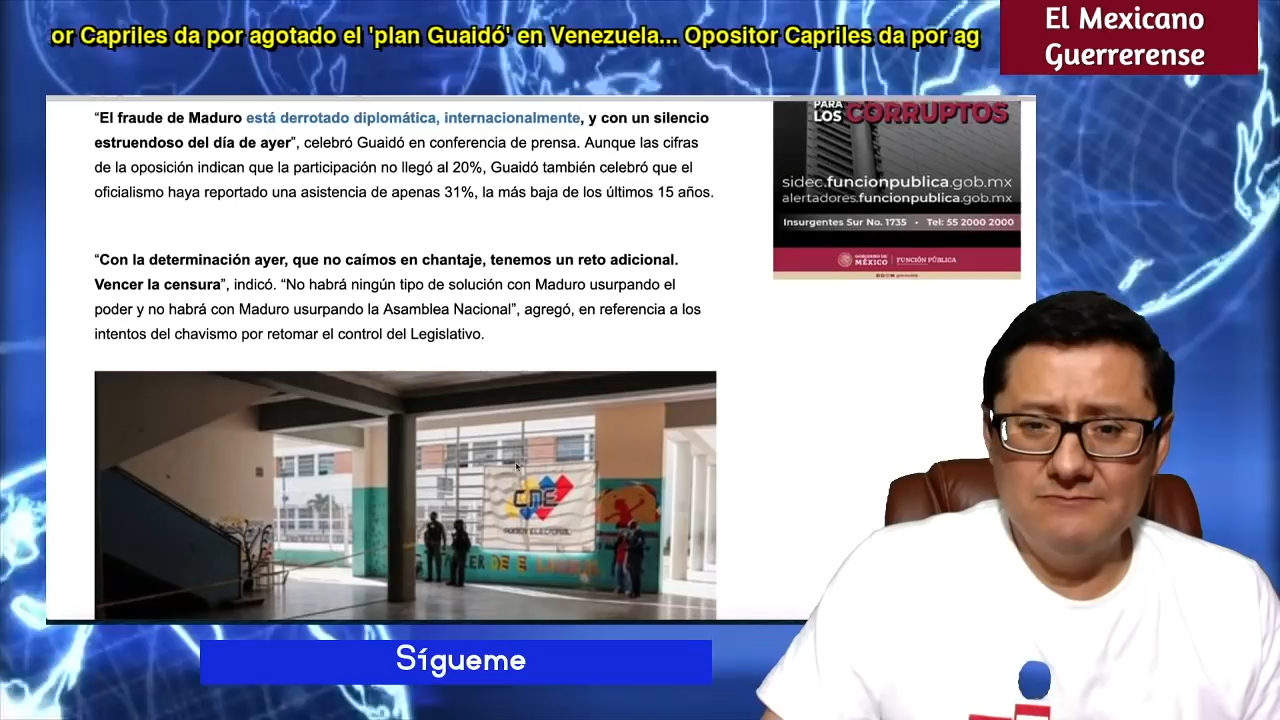 or Capriles da por agotado el 'plan Guaidó' en Venezuela... Opositor Capriles da por ag
El Mexicano
Guerrerense
“El fraude de Maduro está derrotado diplomática, internacionalmente, y con un silencio
estruendoso del día de ayer”, celebró Guaidó en conferencia de prensa. Aunque las cifras
de la oposición indican que la participación no llegó al 20%, Guaidó también celebró que el
oficialismo haya reportado una asistencia de apenas 31%, la más baja de los últimos 15 años.
“Con la determinación ayer, que no caímos en chantaje, tenemos un reto adicional.
Vencer la censura”, indicó. “No habrá ningún tipo de solución con Maduro usurpando el
poder y no habrá con Maduro usurpando la Asamblea Nacional”, agregó, en referencia a los
intentos del chavismo por retomar el control del Legislativo.
PARA
LOS CORRUPTOS
sidec.funcionpublica.gob.mx
alertadores.funcionpublica.gob.mx
Insurgentes Sur No. 1735 • Tel: 55 2000 2000
GOBIERNO DE
MÉXICO
FUNCIÓN PÚBLICA
CNE
PODER ELECTORAL
Sígueme